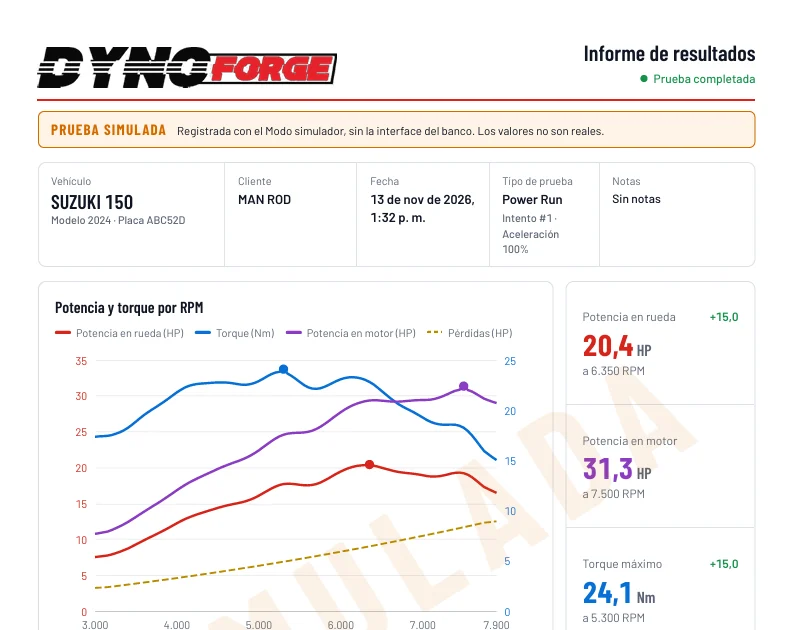 DYNOFORGE
Informe de resultados
Prueba completada
PRUEBA SIMULADA Registrada con el Modo simulador, sin la interface del banco. Los valores no son reales.
Vehículo
SUZUKI 150
Modelo 2024 · Placa ABC52D
Cliente
MAN ROD
Fecha
13 de nov de 2026,
1:32 p. m.
Tipo de prueba
Power Run
Intento #1 ·
Aceleración
100%
Notas
Sin notas
Potencia y torque por RPM
Potencia en rueda (HP) Torque (Nm) Potencia en motor (HP) Pérdidas (HP)
35
30
25
20
15
10
5
0
25
20
15
10
5
0
3.000 4.000 5.000 6.000 7.000 7.900
Potencia en rueda +15,0
20,4 HP
a 6.350 RPM
Potencia en motor
31,3 HP
a 7.500 RPM
Torque máximo +15,0
24,1 Nm
a 5.300 RPM
MULADA